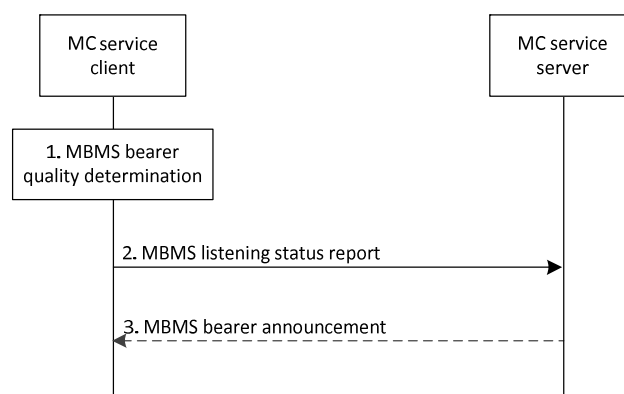 MC service
client
MC service
server
1. MBMS bearer
quality determination
2. MBMS listening status report
3. MBMS bearer announcement